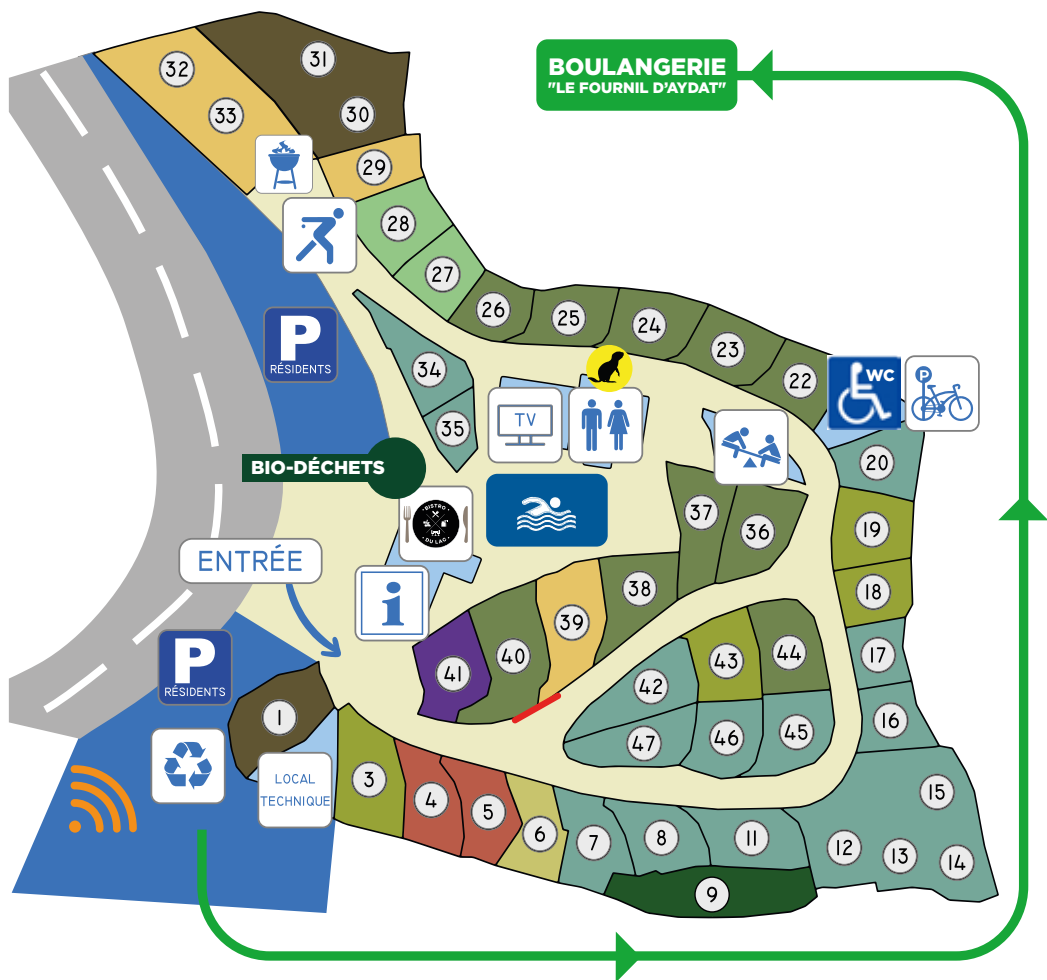 BOULANGERIE
"LE FOURNIL D'AYDAT"
31
32
33
30
29
28
27
26
25
24
23
22
P
RÉSIDENTS
34
35
TV
WC
P
20
37
36
19
18
BIO-DÉCHETS
BISTRO
DU LAC
ENTRÉE
i
38
39
40
41
42
43
44
17
16
P
RÉSIDENTS
1
47
46
45
LOCAL
TECHNIQUE
3
4
5
6
7
8
11
12
13
14
15
9